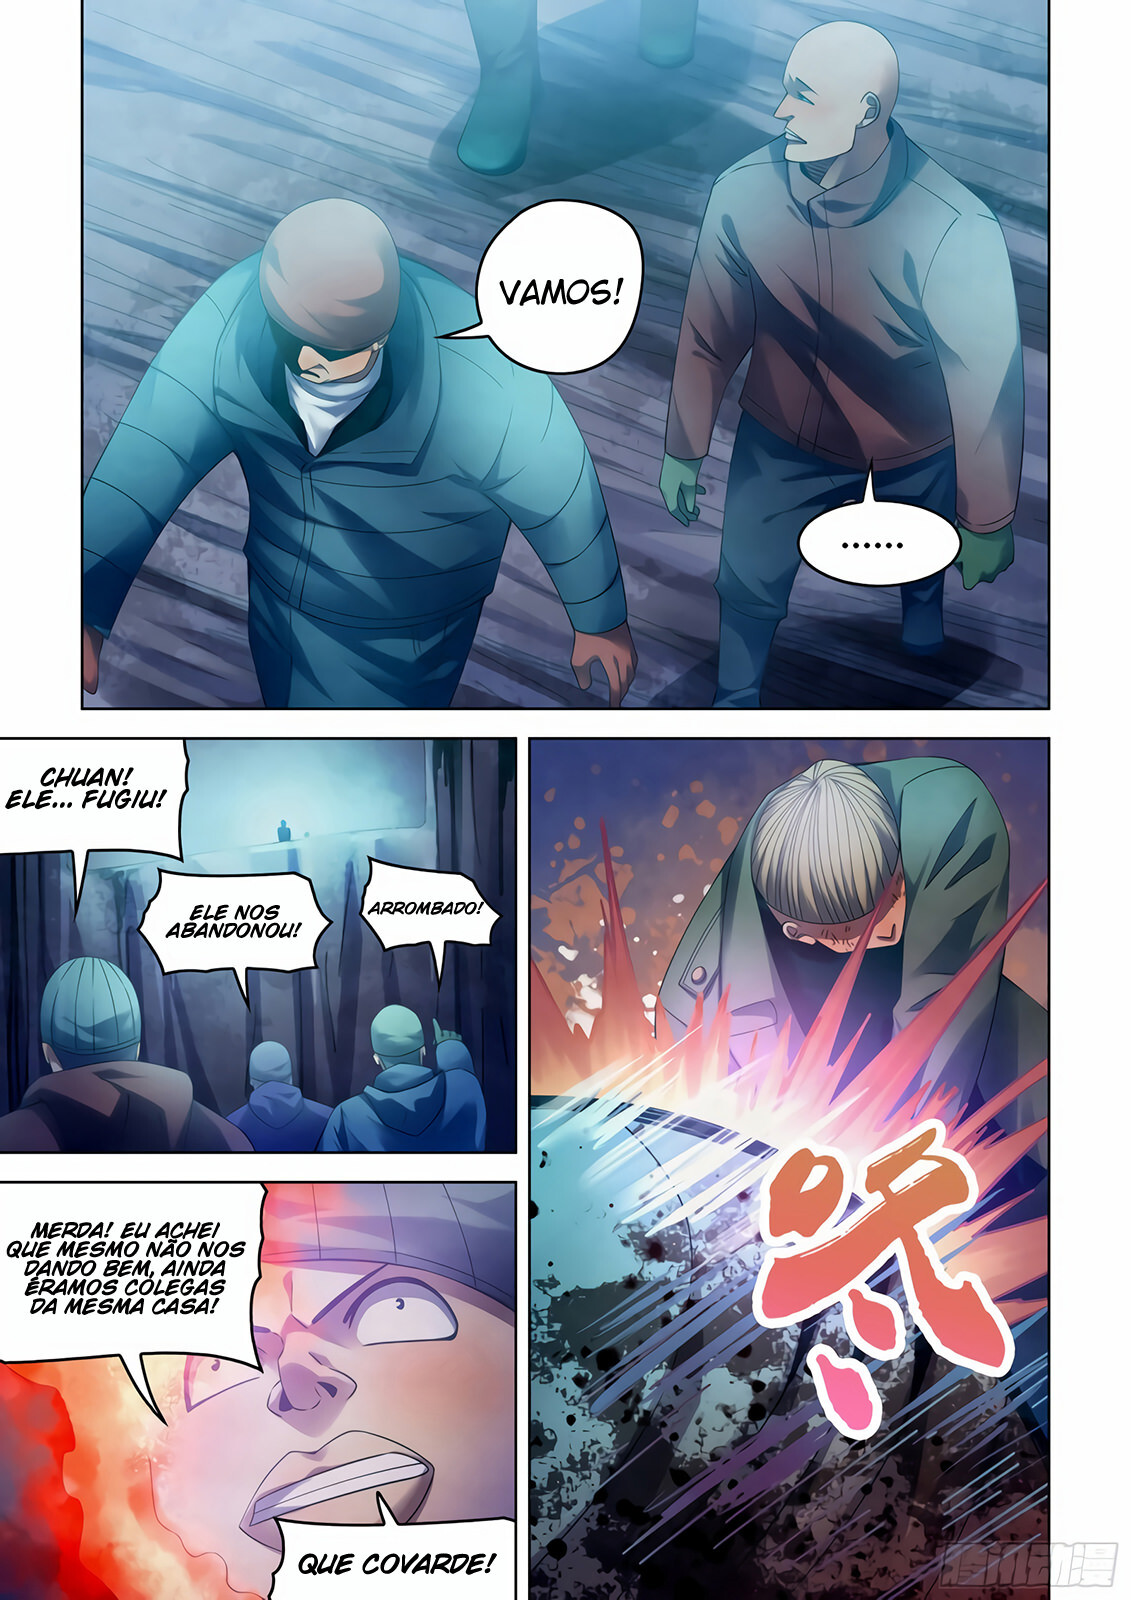 VAMOS!
......
CHUAN!
ELE... FUGIU!
ELE NOS
ABANDONOU!
ARROMBADO!
MERDA! EU ACHEI
QUE MESMO NÃO NOS
DANDO BEM, AINDA
ÉRAMOS COLEGAS
DA MESMA CASA!
QUE COVARDE!